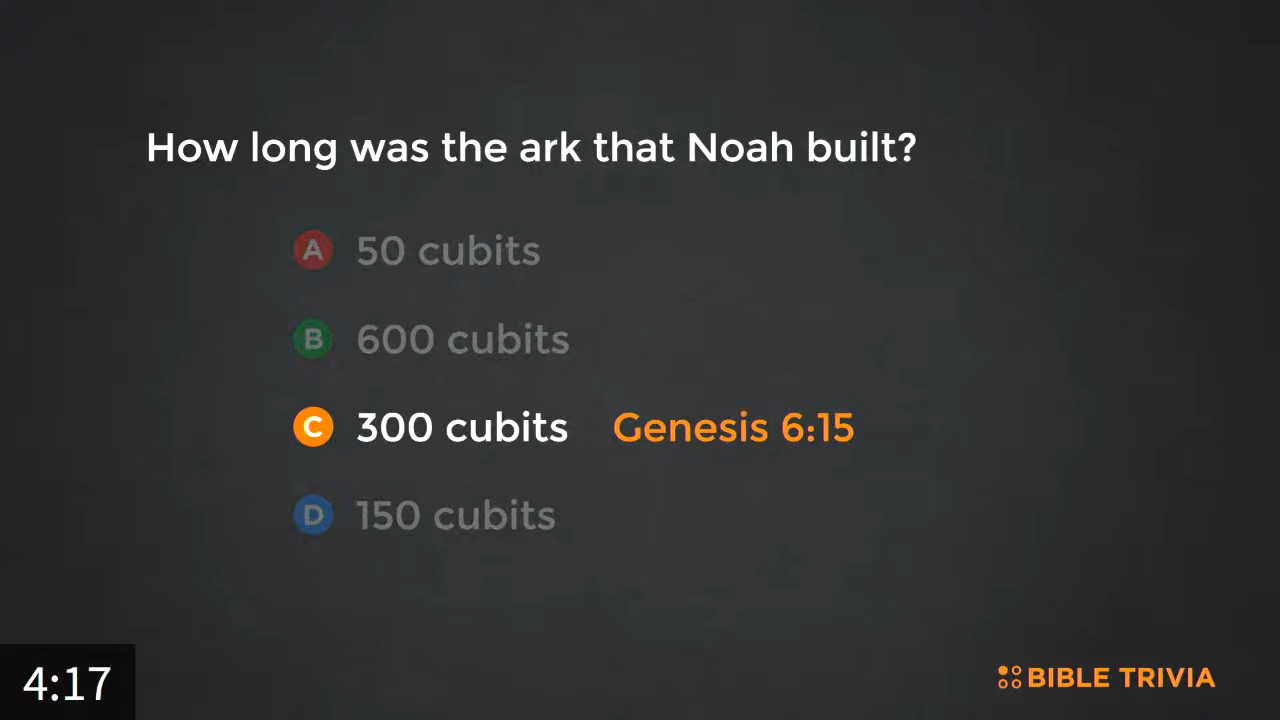 How long was the ark that Noah built?
A 50 cubits
B 600 cubits
C 300 cubits Genesis 6:15
D 150 cubits
4:17
BIBLE TRIVIA